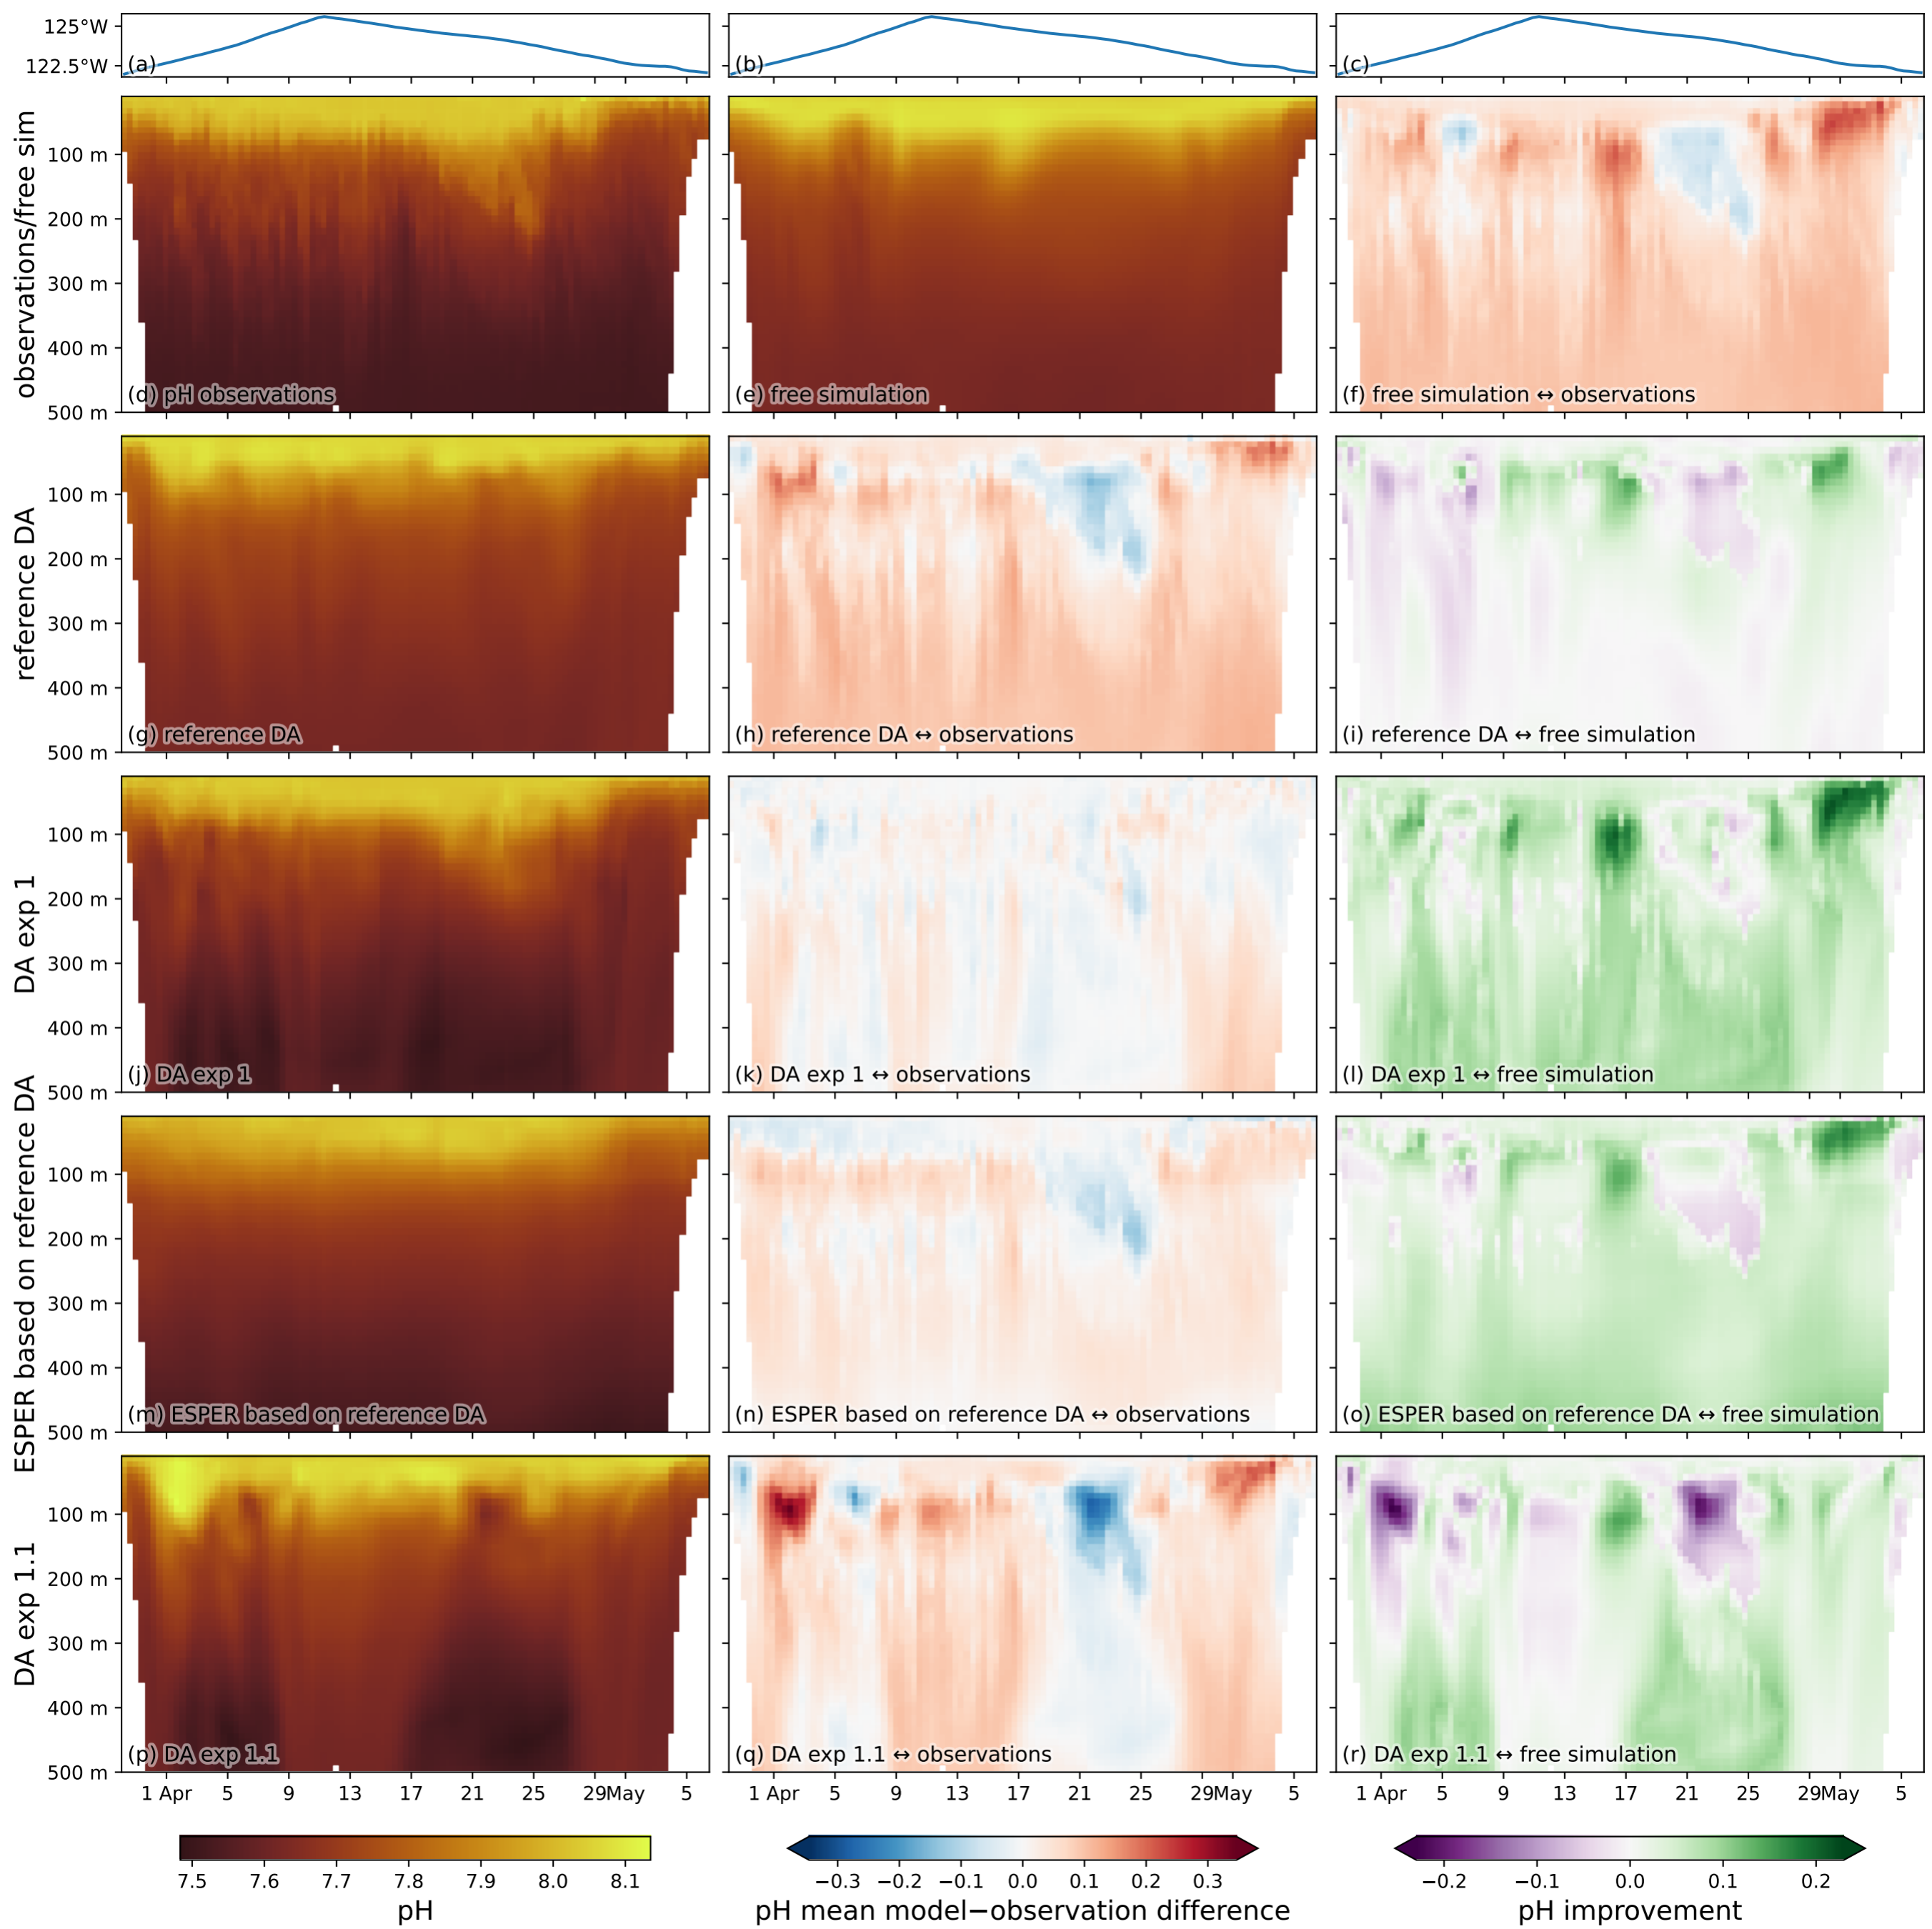 125°W
122.5°W
(a)
(b)
(c)
observations/free sim
100 m
200 m
300 m
400 m
500 m
(d) pH observations
(e) free simulation
(f) free simulation ↔ observations
reference DA
100 m
200 m
300 m
400 m
500 m
(g) reference DA
(h) reference DA ↔ observations
(i) reference DA ↔ free simulation
DA exp 1
100 m
200 m
300 m
400 m
500 m
(j) DA exp 1
(k) DA exp 1 ↔ observations
(l) DA exp 1 ↔ free simulation
ESPER based on reference DA
100 m
200 m
300 m
400 m
500 m
(m) ESPER based on reference DA
(n) ESPER based on reference DA ↔ observations
(o) ESPER based on reference DA ↔ free simulation
DA exp 1.1
100 m
200 m
300 m
400 m
500 m
(p) DA exp 1.1
(q) DA exp 1.1 ↔ observations
(r) DA exp 1.1 ↔ free simulation
1 Apr 5 9 13 17 21 25 29 May 5
1 Apr 5 9 13 17 21 25 29 May 5
1 Apr 5 9 13 17 21 25 29 May 5
7.5 7.6 7.7 7.8 7.9 8.0 8.1
pH
−0.3 −0.2 −0.1 0.0 0.1 0.2 0.3
pH mean model−observation difference
−0.2 −0.1 0.0 0.1 0.2
pH improvement